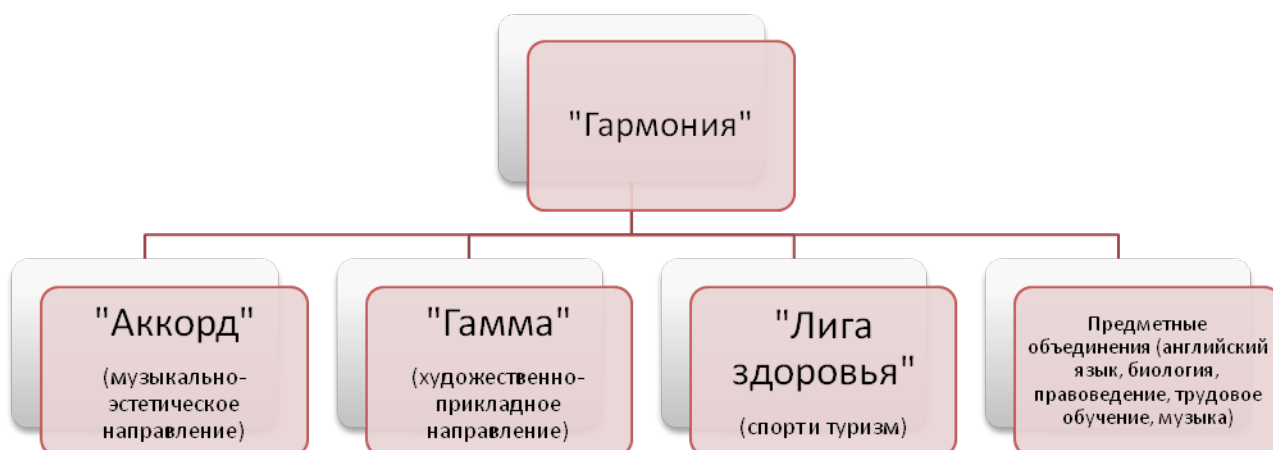 "Гармония"
"Аккорд"
(музыкально-
эстетическое
направление)
"Гамма"
(художественно-
прикладное
направление)
"Лига
здоровья"
(спорт и туризм)
Предметные
объединения (английский
язык, биология,
правоведение, трудовое
обучение, музыка)